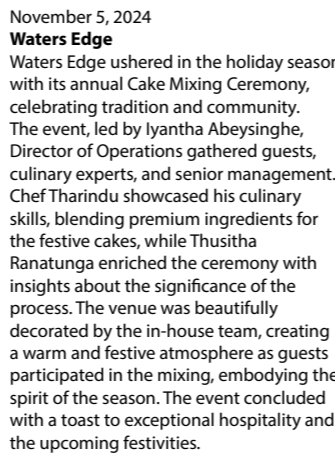 November 5, 2024
Waters Edge
Waters Edge ushered in the holiday season
with its annual Cake Mixing Ceremony,
celebrating tradition and community.
The event, led by Iyantha Abeysinghe,
Director of Operations gathered guests,
culinary experts, and senior management.
Chef Tharindu showcased his culinary
skills, blending premium ingredients for
the festive cakes, while Thusitha
Ranatunga enriched the ceremony with
insights about the significance of the
process. The venue was beautifully
decorated by the in-house team, creating
a warm and festive atmosphere as guests
participated in the mixing, embodying the
spirit of the season. The event concluded
with a toast to exceptional hospitality and
the upcoming festivities.